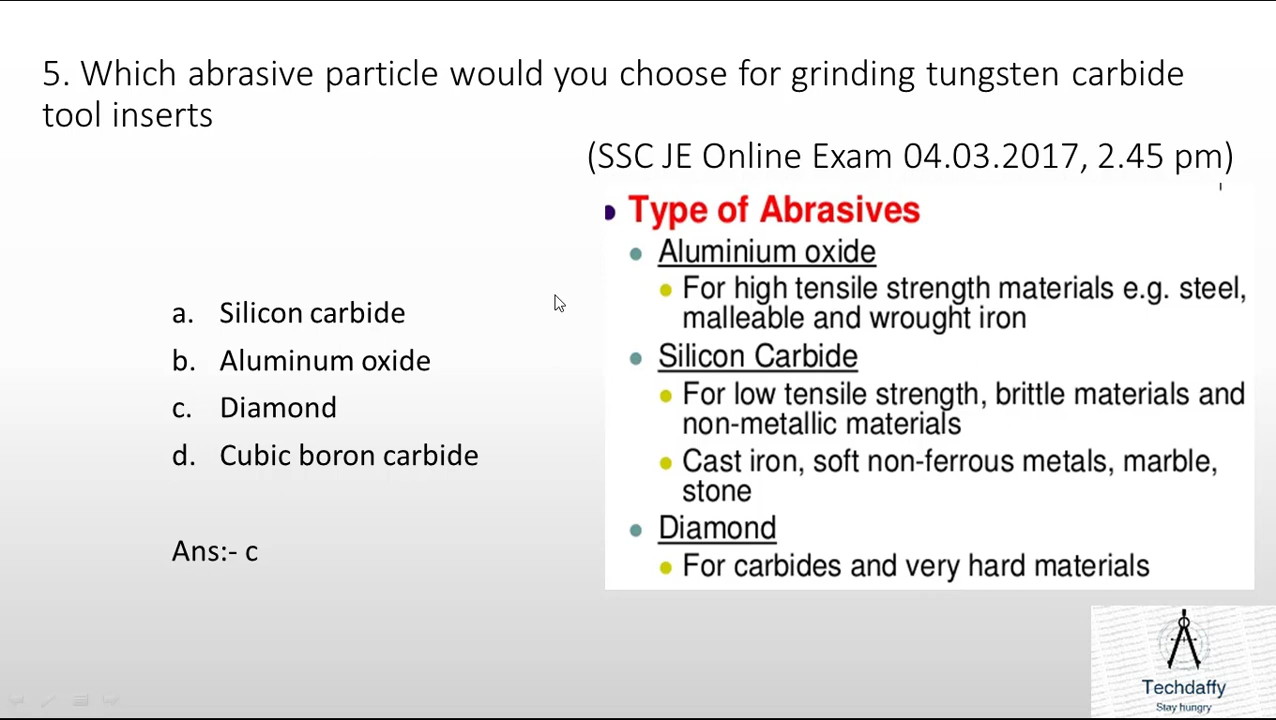 5. Which abrasive particle would you choose for grinding tungsten carbide
tool inserts
(SSC JE Online Exam 04.03.2017, 2.45 pm)
Type of Abrasives
Aluminium oxide
For high tensile strength materials e.g. steel,
malleable and wrought iron
Silicon Carbide
For low tensile strength, brittle materials and
non-metallic materials
Cast iron, soft non-ferrous metals, marble,
stone
Diamond
For carbides and very hard materials
a. Silicon carbide
b. Aluminum oxide
c. Diamond
d. Cubic boron carbide
Ans:- c
Techdaffy
Stay hungry